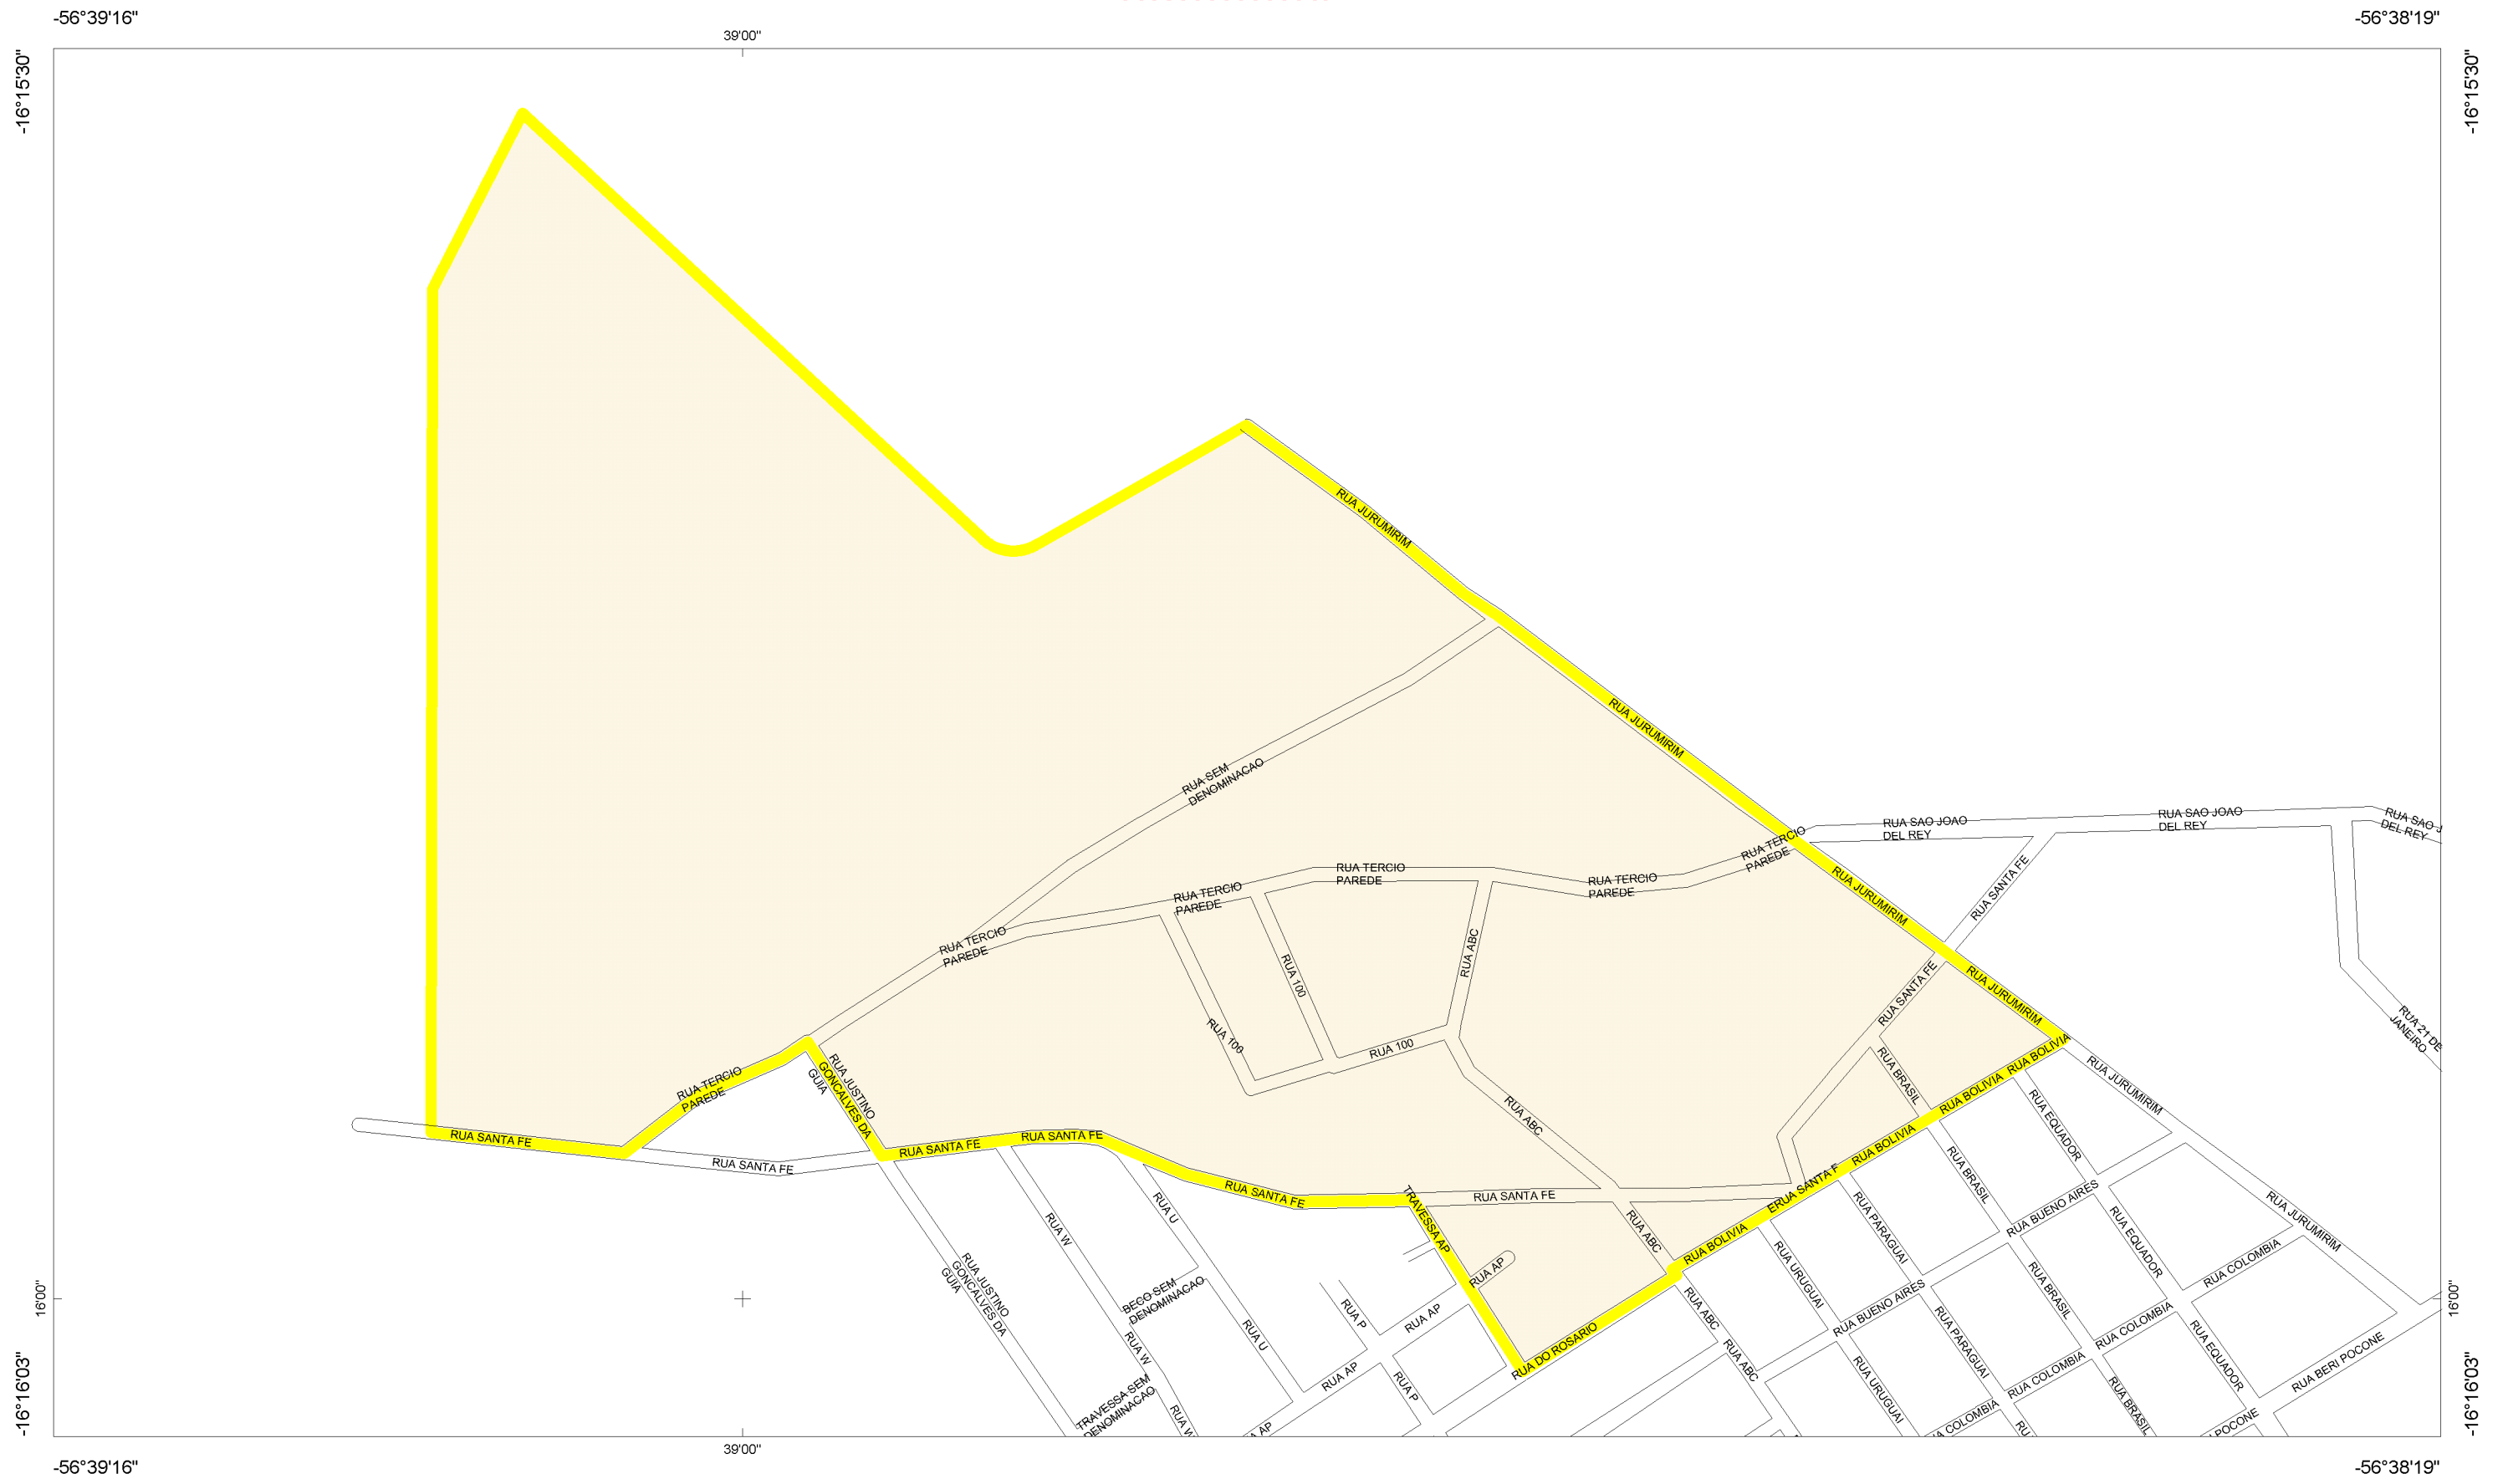 -56°39'16"
-56°38'19"
39'00"
-16°15'30"
-16°15'30"
RUA JURUMIRIM
RUA JURUMIRIM
RUA SEM
DENOMINACAO
RUA SAO JOAO
DEL REY
RUA SAO JOAO
DEL REY
RUA SAO J
DEL REY
RUA TERCIO
PAREDE
RUA TERCIO
PAREDE
RUA TERCIO
PAREDE
RUA TERCIO
PAREDE
RUA TERCIO
PAREDE
RUA JURUMIRIM
RUA SANTA FE
RUA ABC
RUA 100
RUA SANTA FE
RUA JURUMIRIM
RUA 100
RUA 100
RUA 21 DE
JANEIRO
RUA BOLIVIA
RUA BRASIL
RUA JURUMIRIM
RUA TERCIO
PAREDE
RUA JUSTINO
GONCALVES DA
GUIA
RUA BOLIVIA
RUA ABC
RUA EQUADOR
RUA SANTA FE
RUA SANTA FE
RUA SANTA FE
RUA SANTA FE
RUA BOLIVIA
RUA BRASIL
RUA SANTA FE
RUA SANTA FE
ERUA SANTA F
TRAVESSA AP
RUA U
RUA W
RUA ABC
RUA BOLIVIA
RUA PARAGUAI
RUA BUENO AIRES
RUA EQUADOR
RUA JURUMIRIM
RUA JUSTINO
GONCALVES DA
GUIA
BECO SEM
DENOMINACAO
RUA AP
RUA URUGUAI
RUA BRASIL
RUA COLOMBIA
16'00"
16'00"
RUA P
RUA AP
RUA ABC
RUA BUENO AIRES
RUA COLOMBIA
RUA U
RUA W
RUA DO ROSARIO
RUA ABC
RUA PARAGUAI
RUA EQUADOR
RUA BERI POCONE
RUA AP
RUA P
RUA URUGUAI
RUA COLOMBIA
RUA BRASIL
TRAVESSA SEM
DENOMINACAO
RUA W
A AP
A COLOMBIA
RU
POCONE
-16°16'03"
-16°16'03"
39'00"
-56°39'16"
-56°38'19"